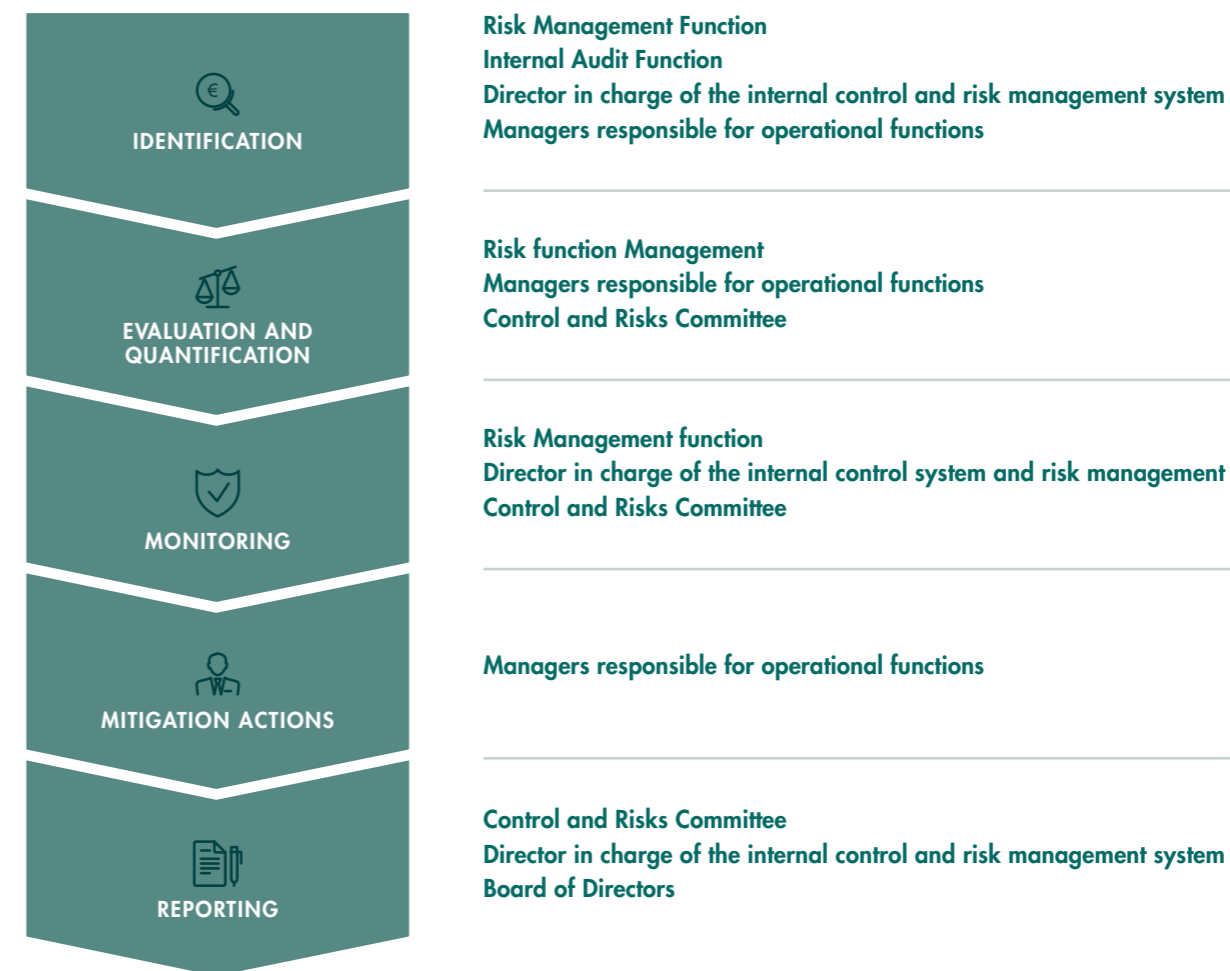 IDENTIFICATION
Risk Management Function
Internal Audit Function
Director in charge of the internal control and risk management system
Managers responsible for operational functions
EVALUATION AND
QUANTIFICATION
Risk function Management
Managers responsible for operational functions
Control and Risks Committee
MONITORING
Risk Management function
Director in charge of the internal control system and risk management
Control and Risks Committee
MITIGATION ACTIONS
Managers responsible for operational functions
REPORTING
Control and Risks Committee
Director in charge of the internal control and risk management system
Board of Directors